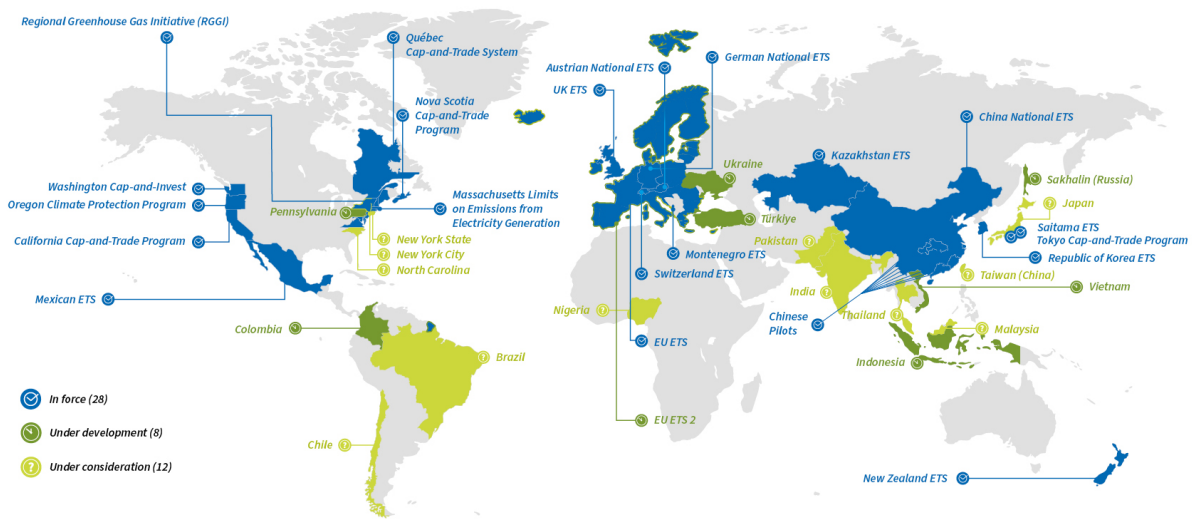 Regional Greenhouse Gas Initiative (RGGI)
Québec
Cap-and-Trade System
Nova Scotia
Cap-and-Trade
Program
Washington Cap-and-Invest
Oregon Climate Protection Program
Pennsylvania
Massachusetts Limits
on Emissions from
Electricity Generation
California Cap-and-Trade Program
New York State
New York City
North Carolina
Mexican ETS
Colombia
Brazil
Chile
Austrian National ETS
German National ETS
UK ETS
Ukraine
Türkiye
Montenegro ETS
Switzerland ETS
Nigeria
EU ETS
EU ETS 2
Kazakhstan ETS
China National ETS
Sakhalin (Russia)
Japan
Saitama ETS
Tokyo Cap-and-Trade Program
Republic of Korea ETS
Pakistan
Taiwan (China)
India
Vietnam
Chinese
Pilots
Thailand
Malaysia
Indonesia
New Zealand ETS
In force (28)
Under development (8)
Under consideration (12)